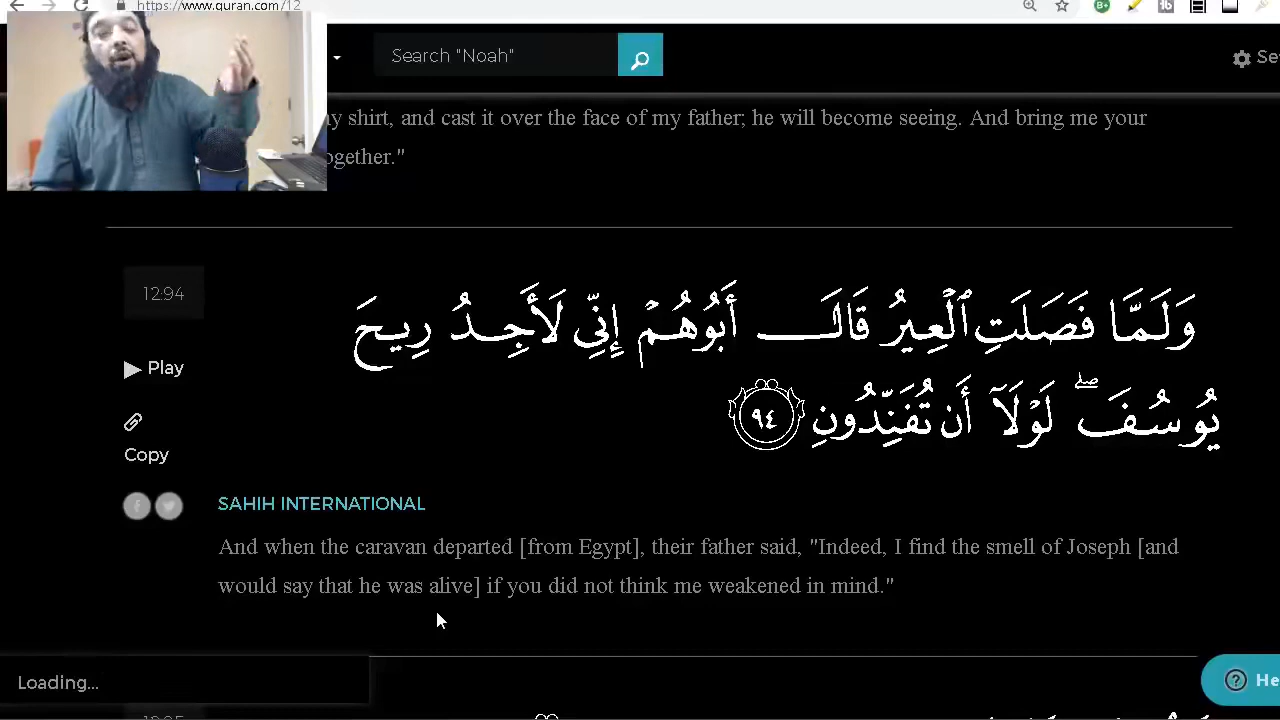 https://www.quran.com/12
Search "Noah"
shirt, and cast it over the face of my father; he will become seeing. And bring me your
ogether."
12:94
وَلَمَّا فَصَلَتِ ٱلْعِيرُ قَالَ أَبُوهُمْ إِنِّى لَأَجِدُ رِيحَ
يُوسُفَ ۖ لَوْلَآ أَن تُفَنِّدُونِ ٩٤
Play
Copy
SAHIH INTERNATIONAL
And when the caravan departed [from Egypt], their father said, "Indeed, I find the smell of Joseph [and
would say that he was alive] if you did not think me weakened in mind."
Loading...
He